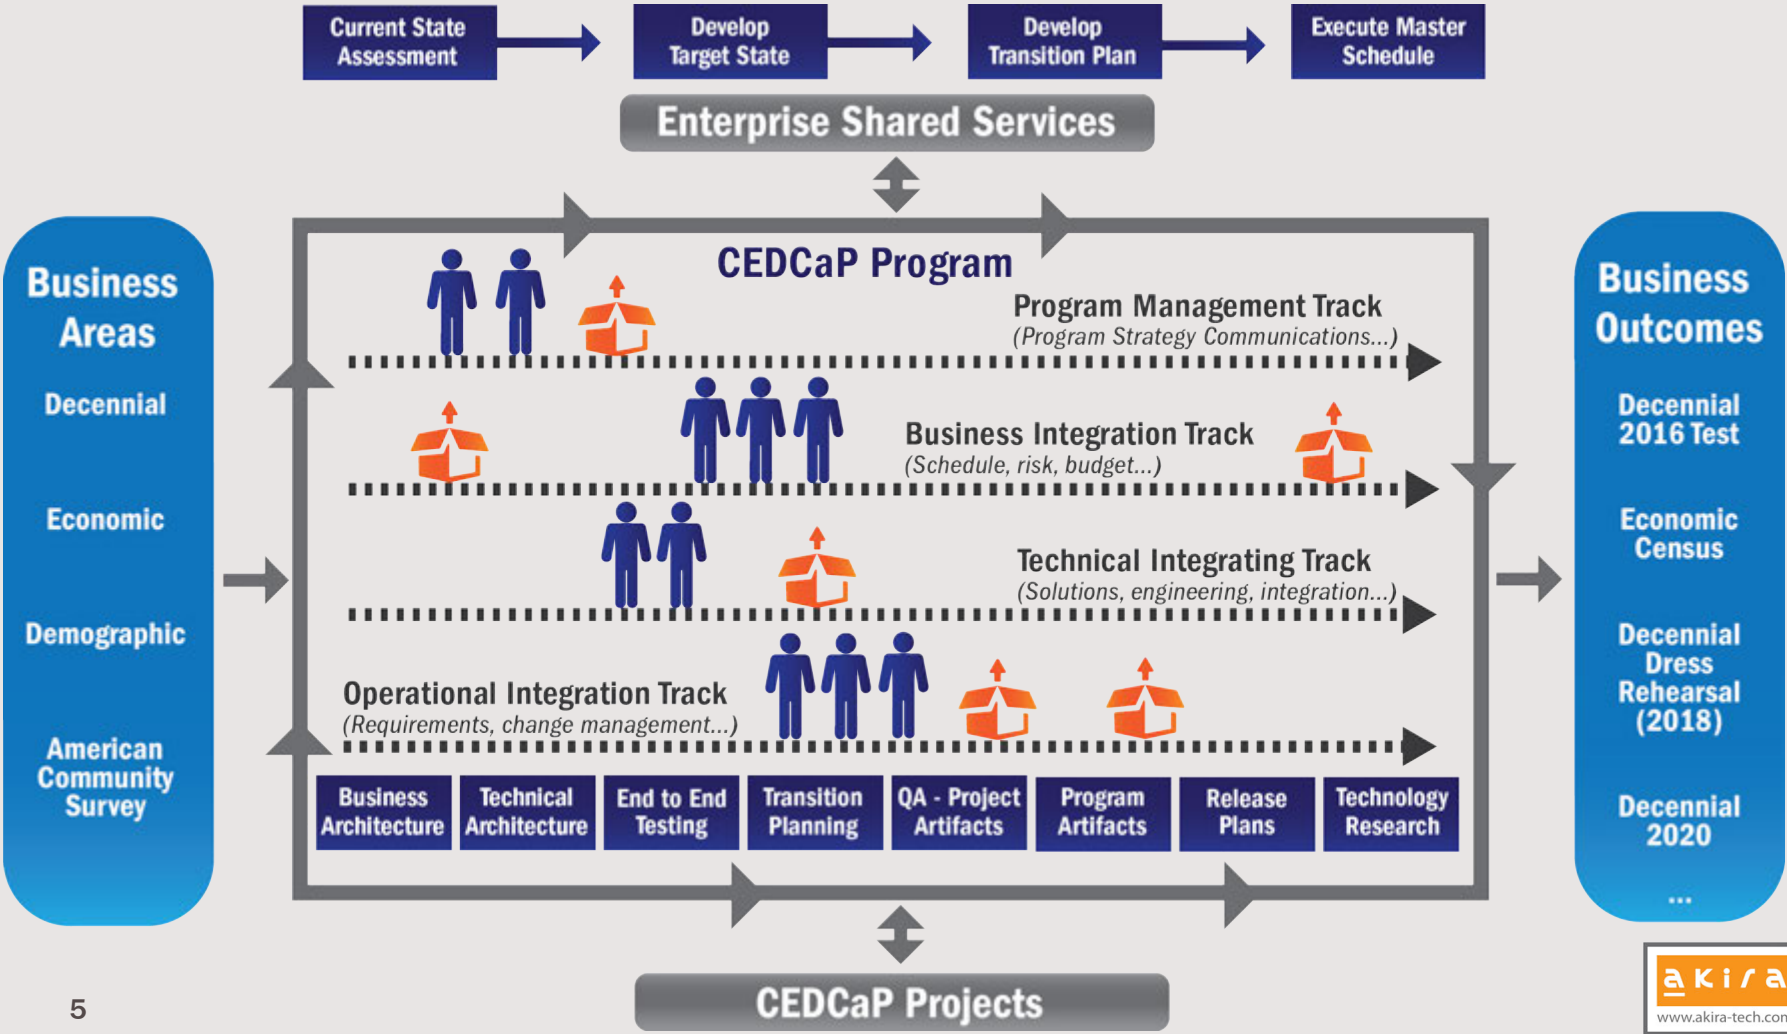 Current State
Assessment
Develop
Target State
Develop
Transition Plan
Execute Master
Schedule
Enterprise Shared Services
Business
Areas
Decennial
Economic
Demographic
American
Community
Survey
CEDCaP Program
Program Management Track
(Program Strategy Communications...)
Business Integration Track
(Schedule, risk, budget...)
Technical Integrating Track
(Solutions, engineering, integration...)
Operational Integration Track
(Requirements, change management...)
Business
Architecture
Technical
Architecture
End to End
Testing
Transition
Planning
QA - Project
Artifacts
Program
Artifacts
Release
Plans
Technology
Research
Business
Outcomes
Decennial
2016 Test
Economic
Census
Decennial
Dress
Rehearsal
(2018)
Decennial
2020
...
CEDCaP Projects
5
akira
www.akira-tech.com